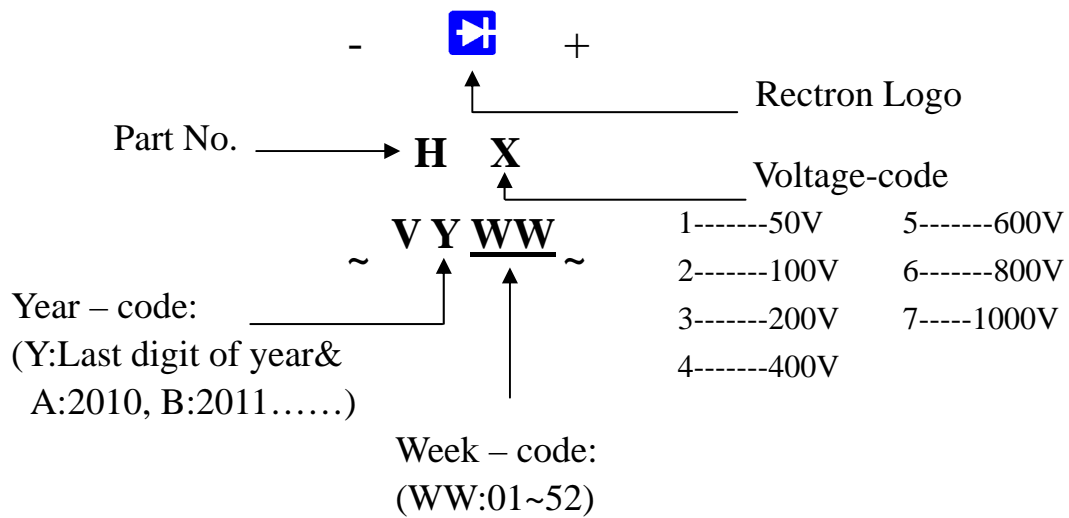 - +
Rectron Logo
Part No. H X
Voltage-code
V Y WW
~ ~
1-------50V 5-------600V
2-------100V 6-------800V
3-------200V 7-----1000V
4-------400V
Year – code:
(Y:Last digit of year&
A:2010, B:2011……)
Week – code:
(WW:01~52)